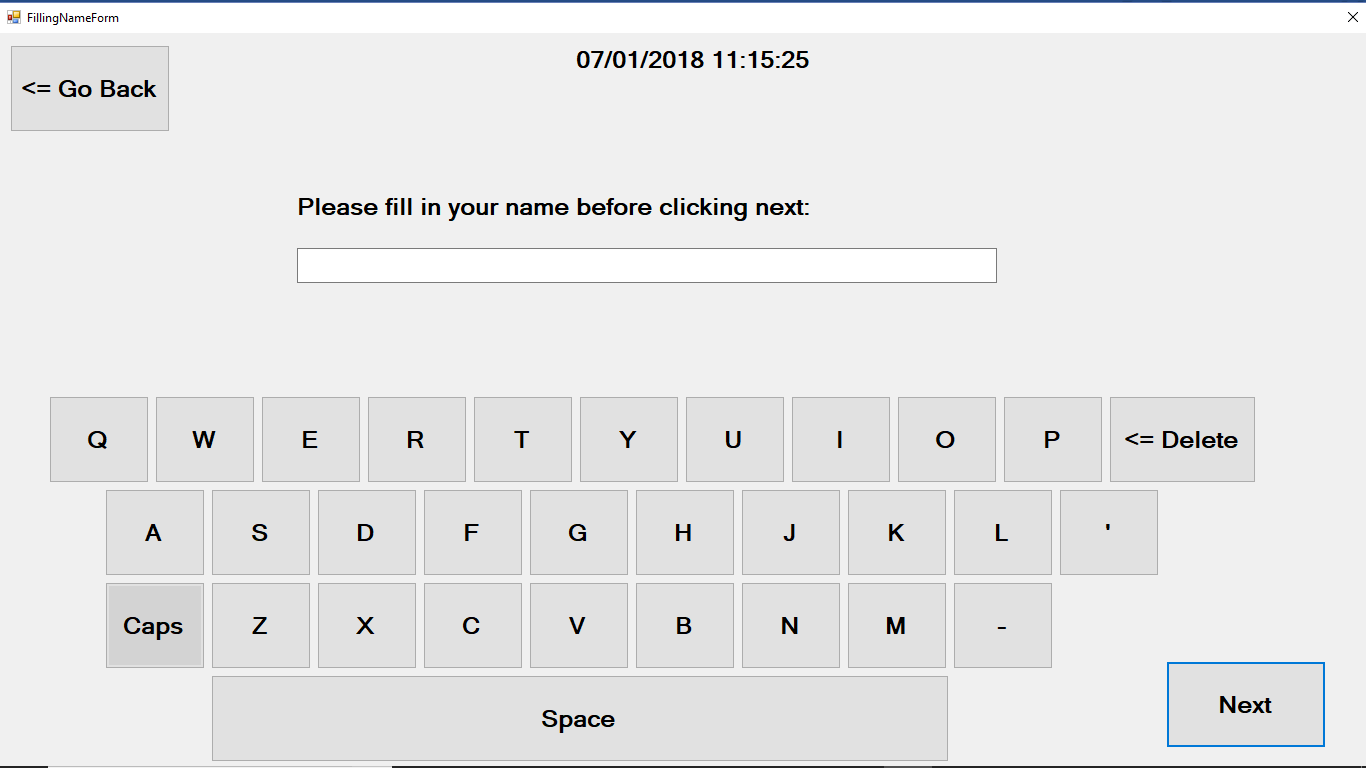 FillingNameForm
07/01/2018 11:15:25
<= Go Back
Please fill in your name before clicking next:
Q W E R T Y U I O P <= Delete
A S D F G H J K L '
Caps Z X C V B N M -
Next
Space